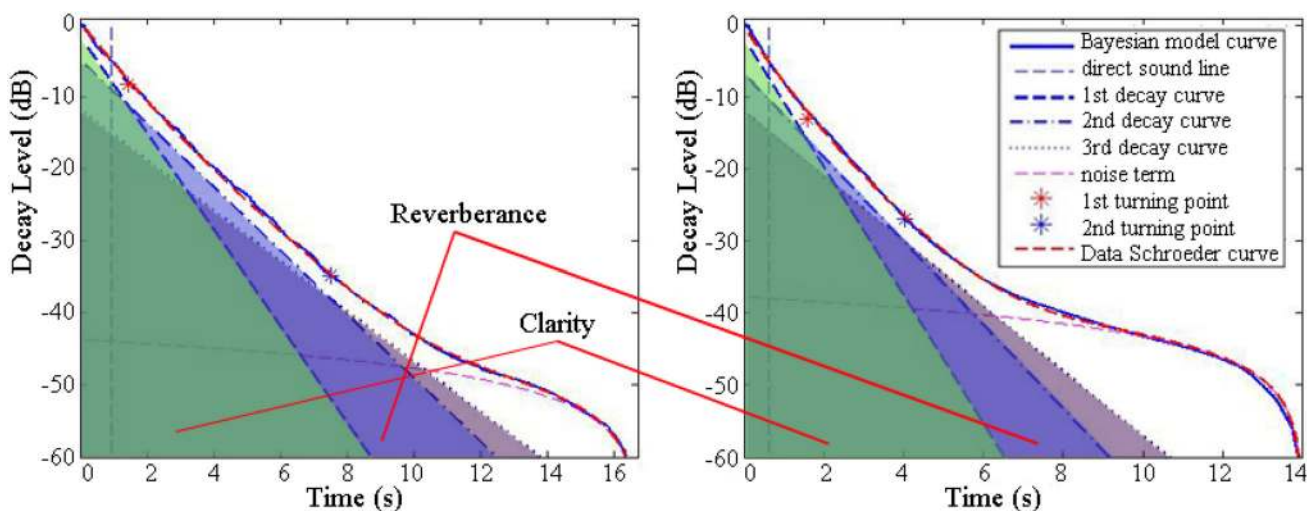 Decay Level (dB)
0
-10
-20
-30
-40
-50
-60
0 2 4 6 8 10 12 14 16
Time (s)
Reverberance
Clarity
Decay Level (dB)
0
-10
-20
-30
-40
-50
-60
0 2 4 6 8 10 12 14
Time (s)
Bayesian model curve
direct sound line
1st decay curve
2nd decay curve
3rd decay curve
noise term
1st turning point
2nd turning point
Data Schroeder curve